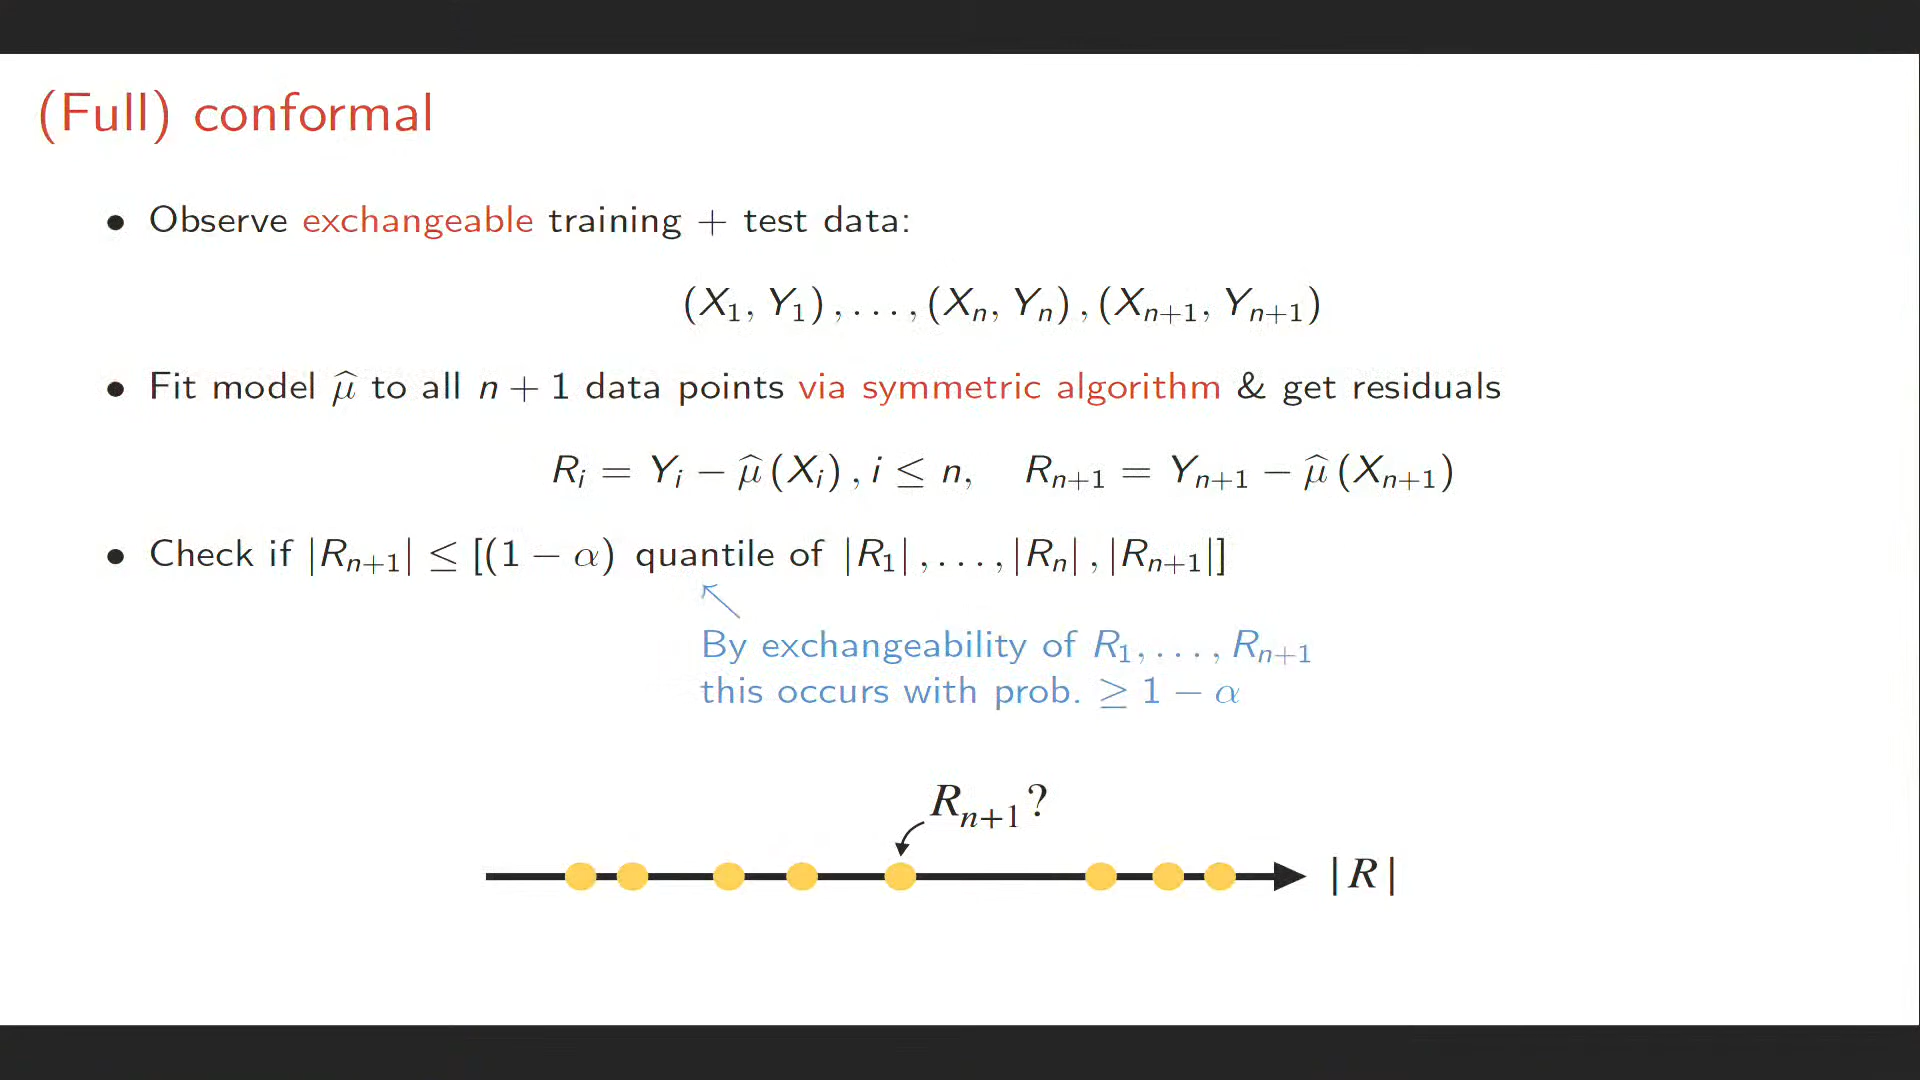 (Full) conformal
• Observe exchangeable training + test data:
(X₁, Y₁), …, (Xₙ, Yₙ), (Xₙ₊₁, Yₙ₊₁)
• Fit model μ̂ to all n + 1 data points via symmetric algorithm & get residuals
Rᵢ = Yᵢ − μ̂(Xᵢ), i ≤ n, Rₙ₊₁ = Yₙ₊₁ − μ̂(Xₙ₊₁)
• Check if |Rₙ₊₁| ≤ [(1 − α) quantile of |R₁|, …, |Rₙ|, |Rₙ₊₁|]
By exchangeability of R₁, …, Rₙ₊₁
this occurs with prob. ≥ 1 − α
Rₙ₊₁?
|R|